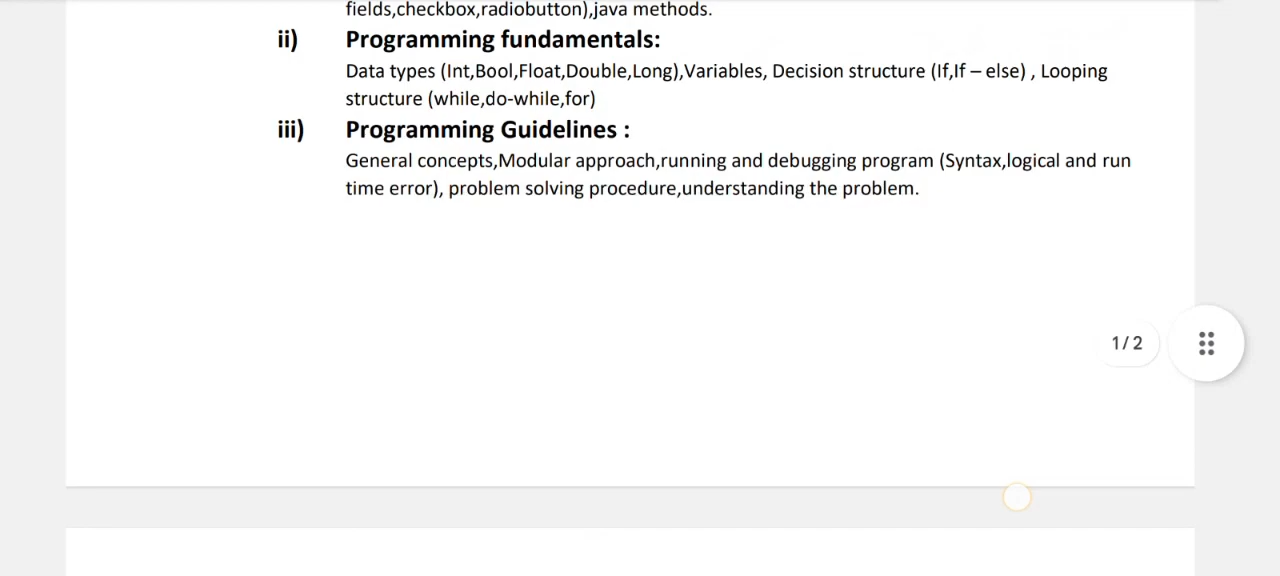 fields,checkbox,radiobutton),java methods.
ii) Programming fundamentals:
Data types (Int,Bool,Float,Double,Long),Variables, Decision structure (If,If – else) , Looping
structure (while,do-while,for)
iii) Programming Guidelines :
General concepts,Modular approach,running and debugging program (Syntax,logical and run
time error), problem solving procedure,understanding the problem.
1/2